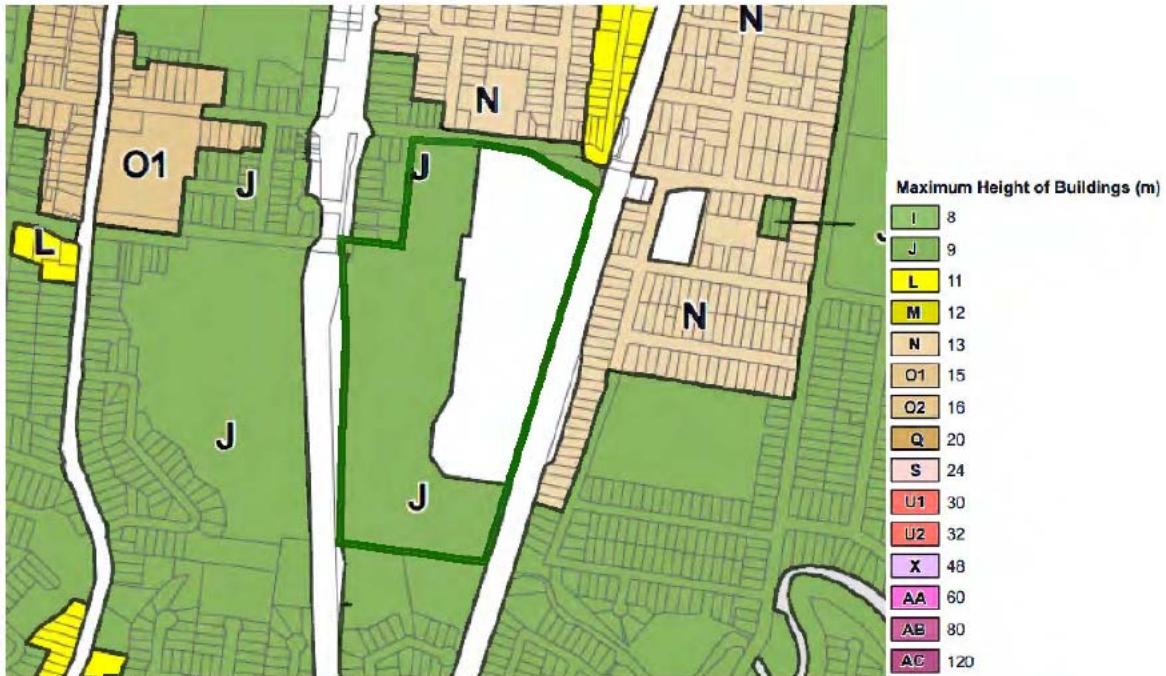 N
N
O1
J
J
L
J
N
J
J
Maximum Height of Buildings (m)
I 8
J 9
L 11
M 12
N 13
O1 15
O2 16
Q 20
S 24
U1 30
U2 32
X 48
AA 60
AB 80
AC 120